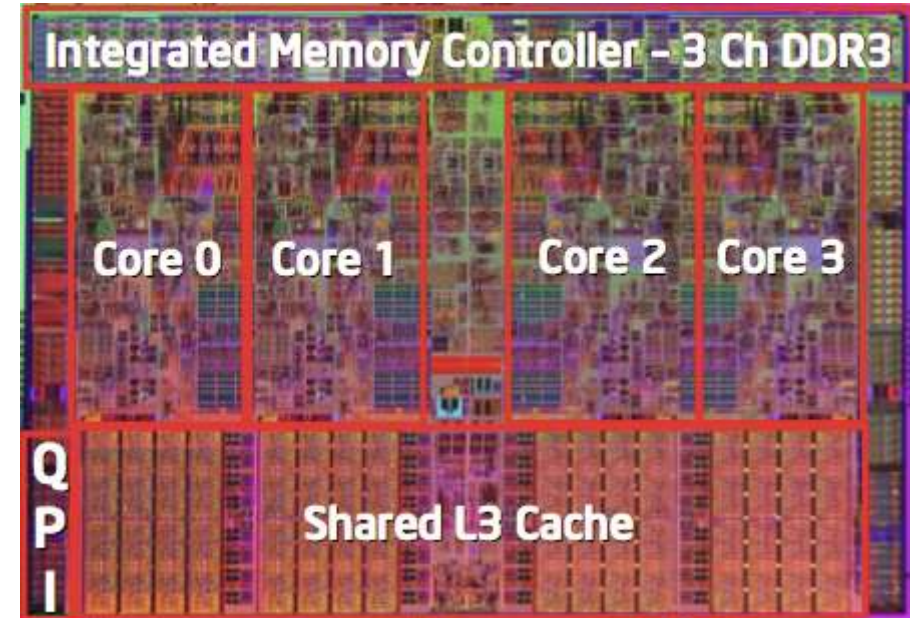 Integrated Memory Controller – 3 Ch DDR3
Core 0
Core 1
Core 2
Core 3
Q
P
I
Shared L3 Cache